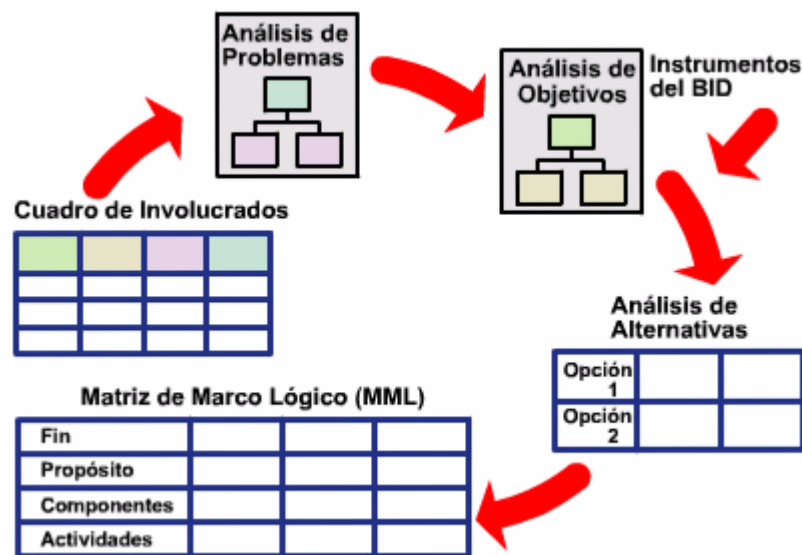 Análisis de
Problemas
Análisis de
Objetivos
Instrumentos
del BID
Cuadro de Involucrados
Análisis de
Alternativas
Opción
1
Opción
2
Matriz de Marco Lógico (MML)
Fin
Propósito
Componentes
Actividades